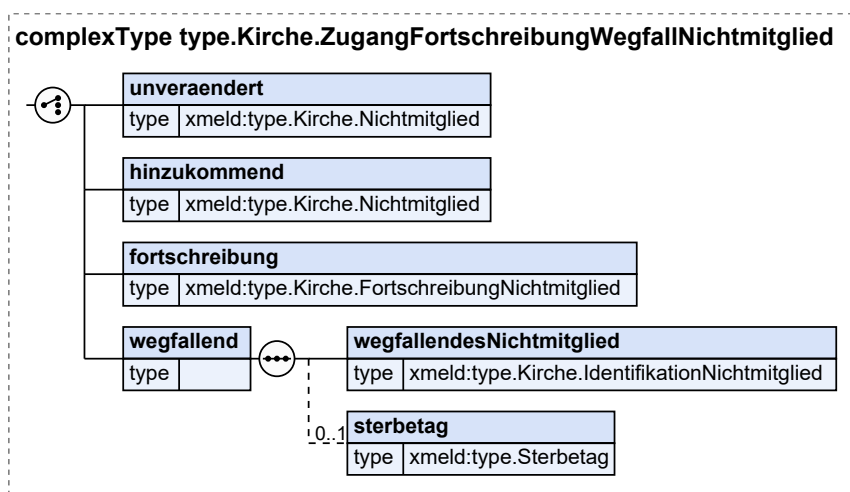 complexType type.Kirche.ZugangFortschreibungWegfallNichtmitglied
unveraendert
type xmeld:type.Kirche.Nichtmitglied
hinzukommend
type xmeld:type.Kirche.Nichtmitglied
fortschreibung
type xmeld:type.Kirche.FortschreibungNichtmitglied
wegfallend
type
wegfallendesNichtmitglied
type xmeld:type.Kirche.IdentifikationNichtmitglied
0..1
sterbetag
type xmeld:type.Sterbetag